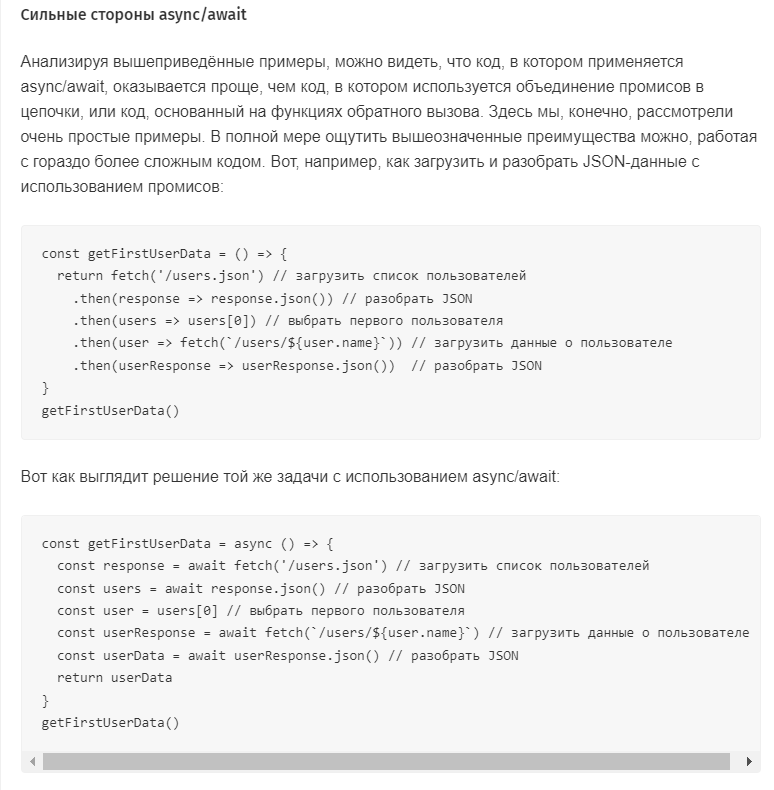 Сильные стороны async/await
Анализируя вышеприведённые примеры, можно видеть, что код, в котором применяется
async/await, оказывается проще, чем код, в котором используется объединение промисов в
цепочки, или код, основанный на функциях обратного вызова. Здесь мы, конечно, рассмотрели
очень простые примеры. В полной мере ощутить вышеозначенные преимущества можно, работая
с гораздо более сложным кодом. Вот, например, как загрузить и разобрать JSON-данные с
использованием промисов:
const getFirstUserData = () => {
  return fetch('/users.json') // загрузить список пользователей
    .then(response => response.json()) // разобрать JSON
    .then(users => users[0]) // выбрать первого пользователя
    .then(user => fetch(`/users/${user.name}`)) // загрузить данные о пользователе
    .then(userResponse => userResponse.json())  // разобрать JSON
}
getFirstUserData()
Вот как выглядит решение той же задачи с использованием async/await:
const getFirstUserData = async () => {
  const response = await fetch('/users.json') // загрузить список пользователей
  const users = await response.json() // разобрать JSON
  const user = users[0] // выбрать первого пользователя
  const userResponse = await fetch(`/users/${user.name}`) // загрузить данные о пользователе
  const userData = await userResponse.json() // разобрать JSON
  return userData
}
getFirstUserData()